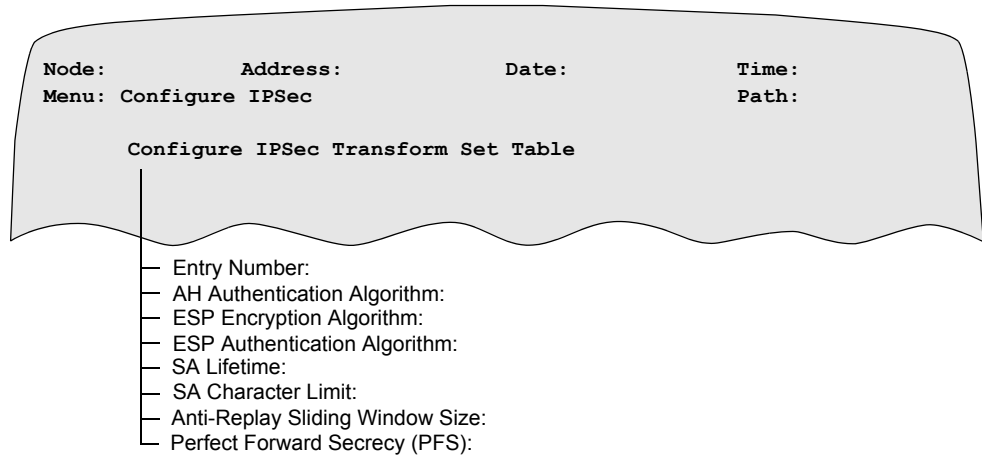 Node: Address: Date: Time:
Menu: Configure IPSec Path:
Configure IPSec Transform Set Table
Entry Number:
AH Authentication Algorithm:
ESP Encryption Algorithm:
ESP Authentication Algorithm:
SA Lifetime:
SA Character Limit:
Anti-Replay Sliding Window Size:
Perfect Forward Secrecy (PFS):